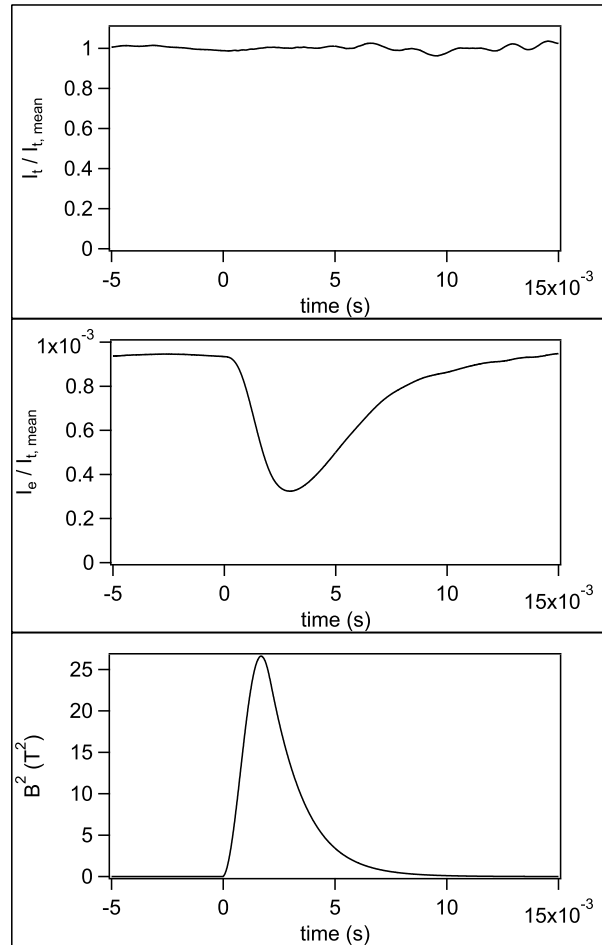 1
0.8
0.6
0.4
0.2
0
I_t / I_t, mean
-5 0 5 10 15x10^-3
time (s)
1x10^-3
0.8
0.6
0.4
0.2
0
I_e / I_t, mean
-5 0 5 10 15x10^-3
time (s)
25
20
15
10
5
0
B^2 (T^2)
-5 0 5 10 15x10^-3
time (s)